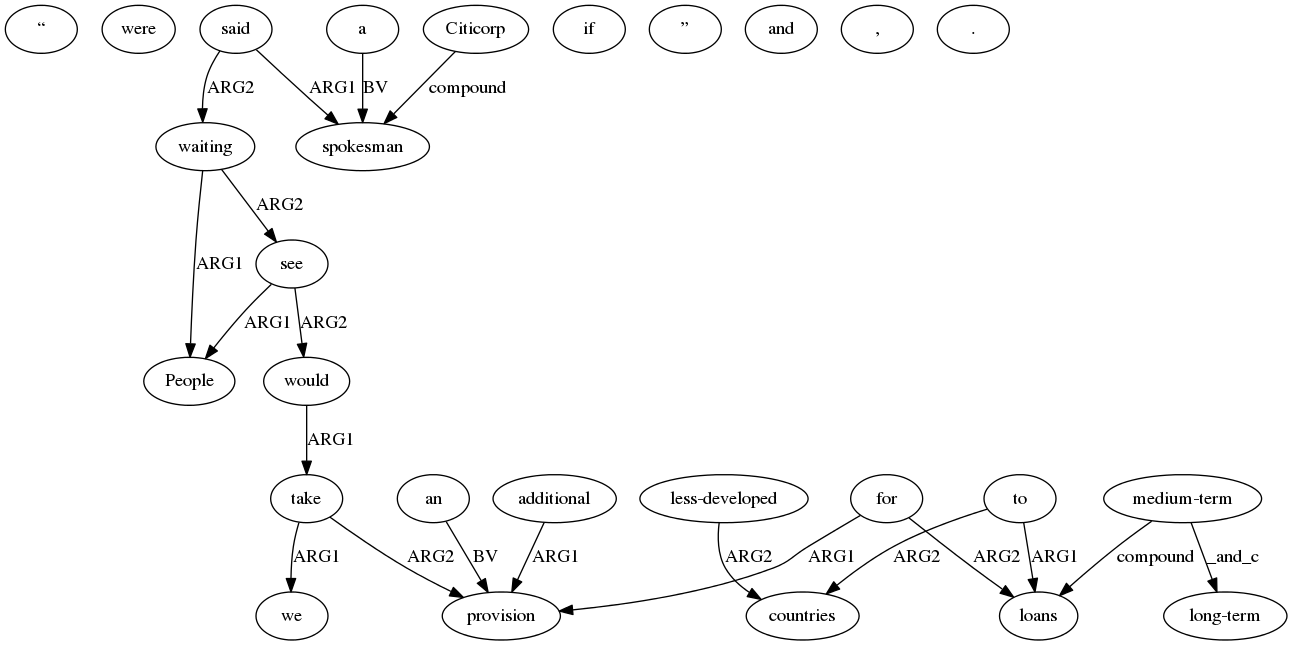 “ were said a Citicorp if ” and , .
ARG2 ARG1 BV compound
waiting spokesman
ARG2
ARG1
see
ARG1 ARG2
People would
ARG1
take an additional less-developed for to medium-term
ARG1 ARG2 BV ARG1 ARG2 ARG1 ARG2 ARG2 ARG1 compound _and_c
we provision countries loans long-term